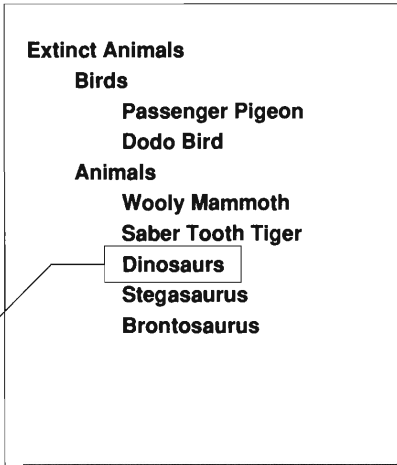 Extinct Animals
Birds
Passenger Pigeon
Dodo Bird
Animals
Wooly Mammoth
Saber Tooth Tiger
Dinosaurs
Stegasaurus
Brontosaurus